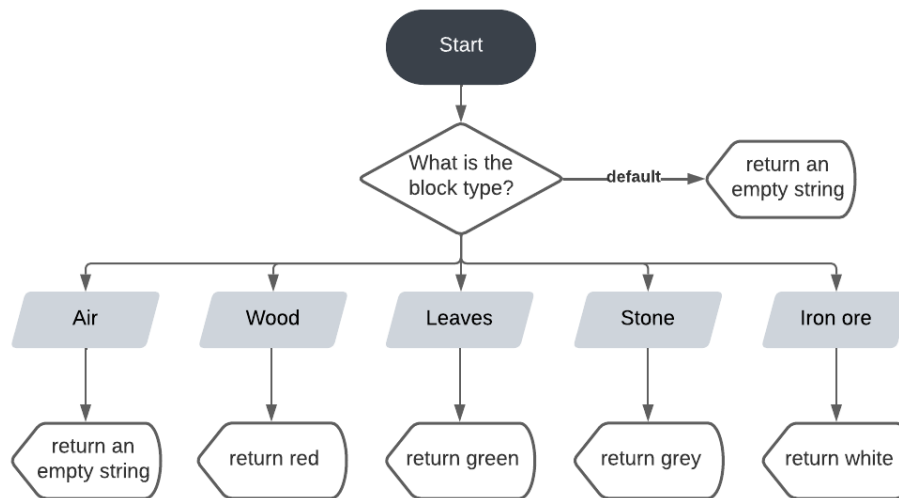 Start
What is the
block type?
default
return an
empty string
Air
Wood
Leaves
Stone
Iron ore
return an
empty string
return red
return green
return grey
return white